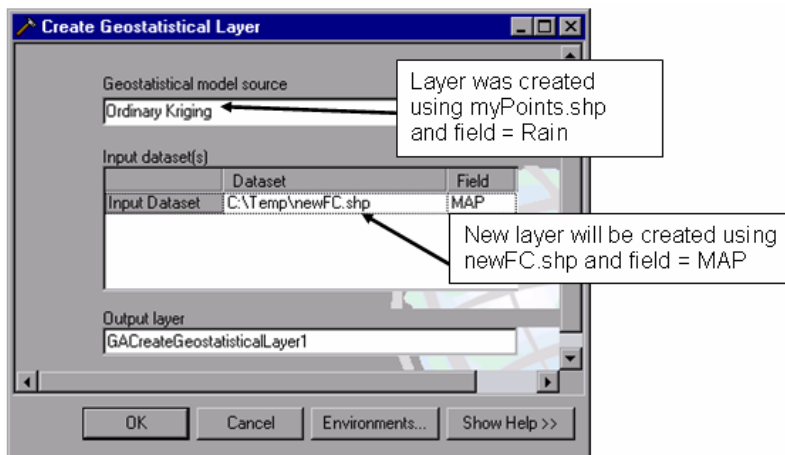 Create Geostatistical Layer
Geostatistical model source
Ordinary Kriging
Layer was created
using myPoints.shp
and field = Rain
Input dataset(s)
Dataset Field
Input Dataset C:\Temp\newFC.shp MAP
New layer will be created using
newFC.shp and field = MAP
Output layer
GACreateGeostatisticalLayer1
OK Cancel Environments... Show Help >>